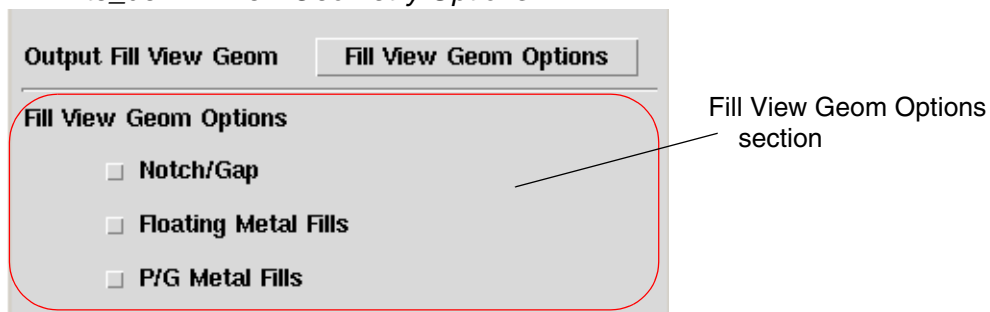 Output Fill View Geom Fill View Geom Options
Fill View Geom Options
Fill View Geom Options
section
Notch/Gap
Floating Metal Fills
P/G Metal Fills